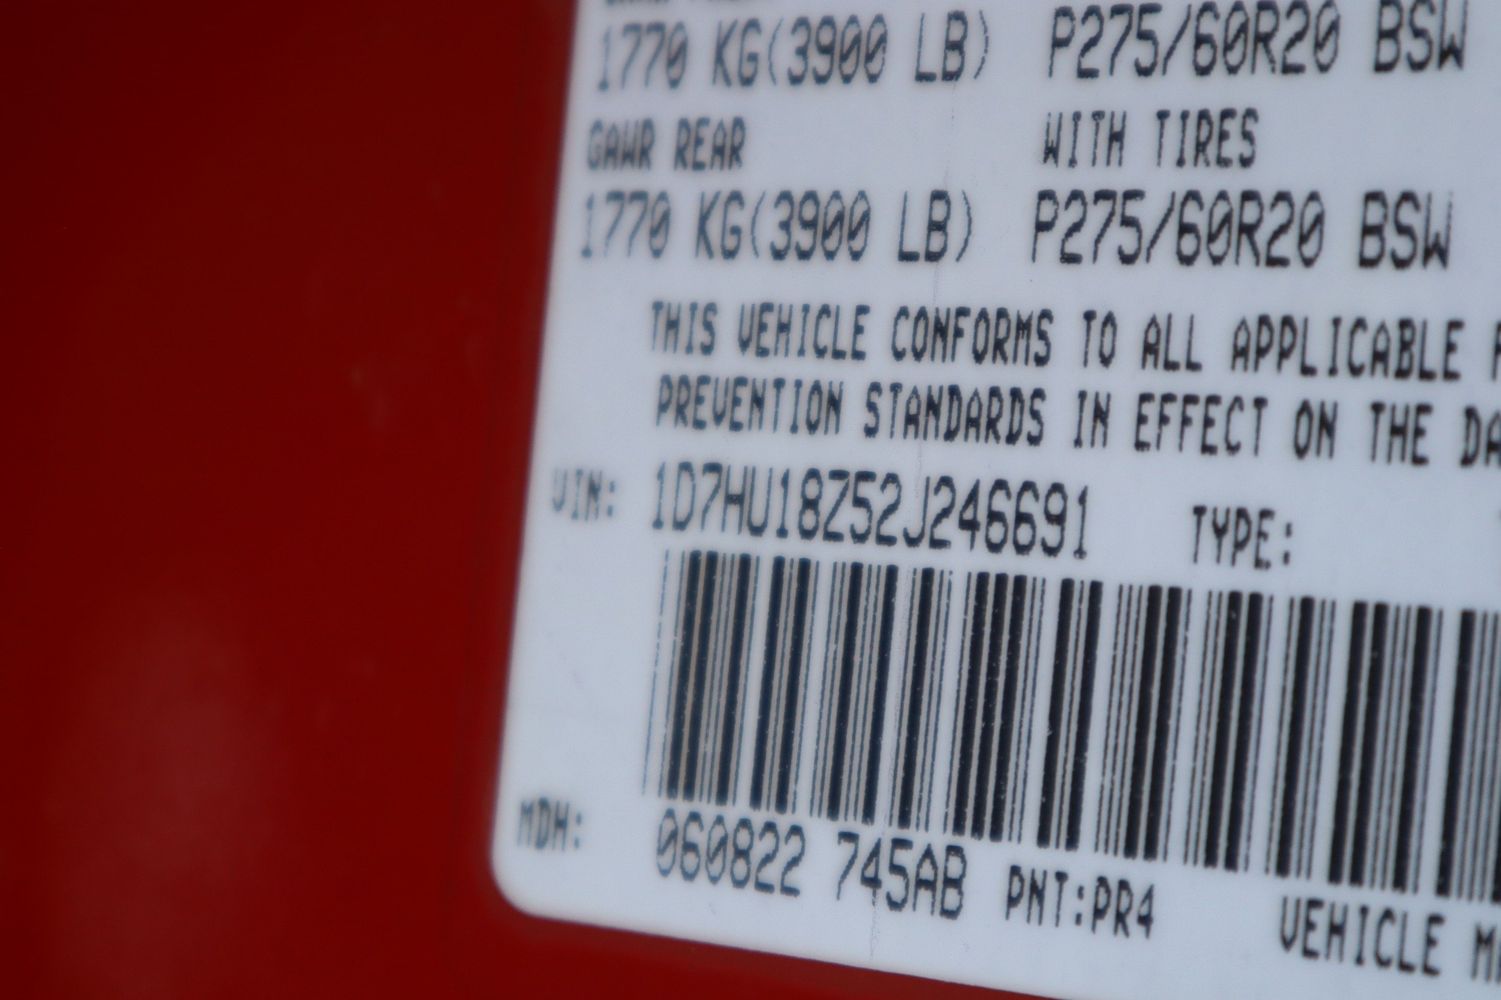 1770 KG(3900 LB) P275/60R20 BSW
GAWR REAR WITH TIRES
1770 KG(3900 LB) P275/60R20 BSW
THIS VEHICLE CONFORMS TO ALL APPLICABLE
PREVENTION STANDARDS IN EFFECT ON THE DA
VIN: 1D7HU18Z52J246691 TYPE:
MDH: 060822 745AB PNT:PR4 VEHICLE M